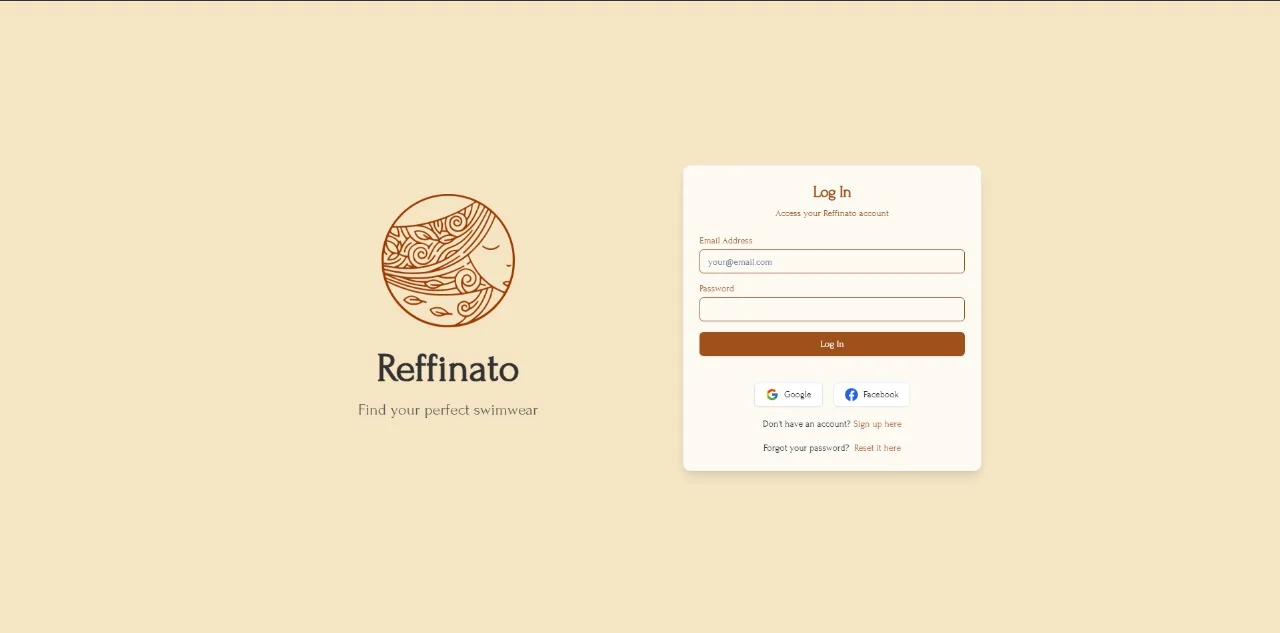 Reffinato
Find your perfect swimwear
Log In
Access your Reffinato account
Email Address
your@email.com
Password
Log In
Google
Facebook
Don't have an account? Sign up here
Forgot your password? Reset it here